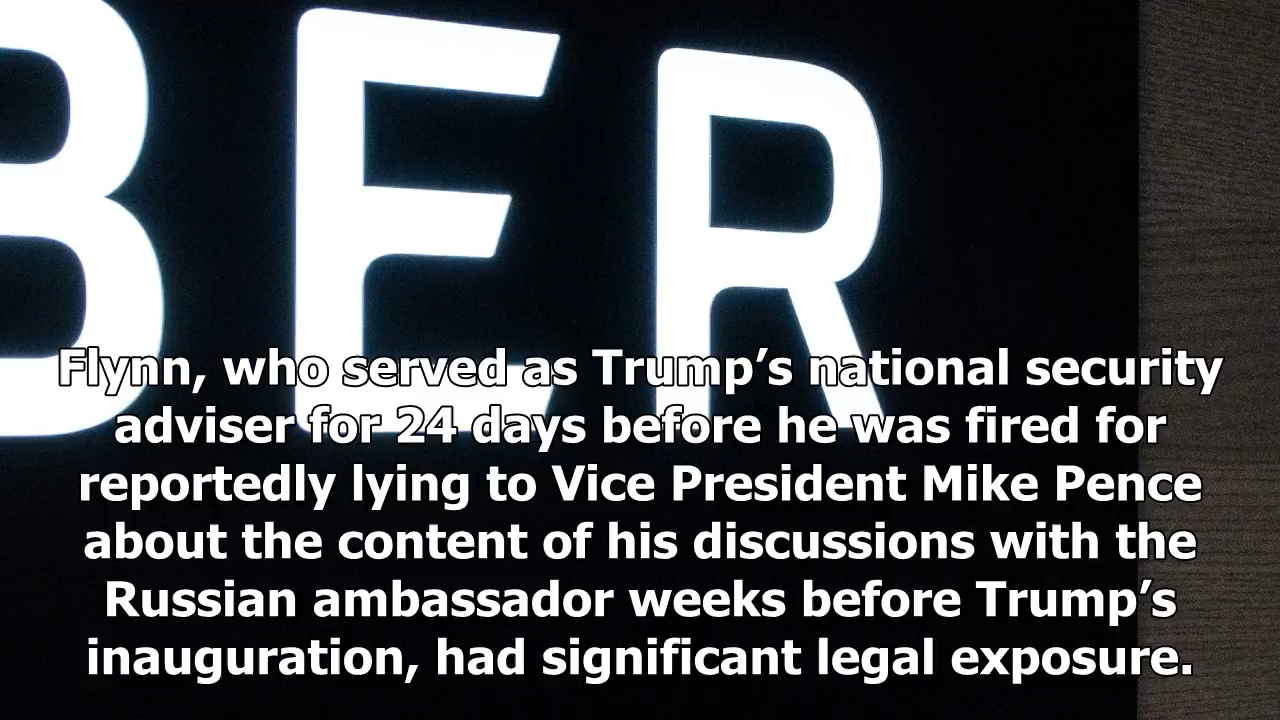 BER
Flynn, who served as Trump’s national security
adviser for 24 days before he was fired for
reportedly lying to Vice President Mike Pence
about the content of his discussions with the
Russian ambassador weeks before Trump’s
inauguration, had significant legal exposure.